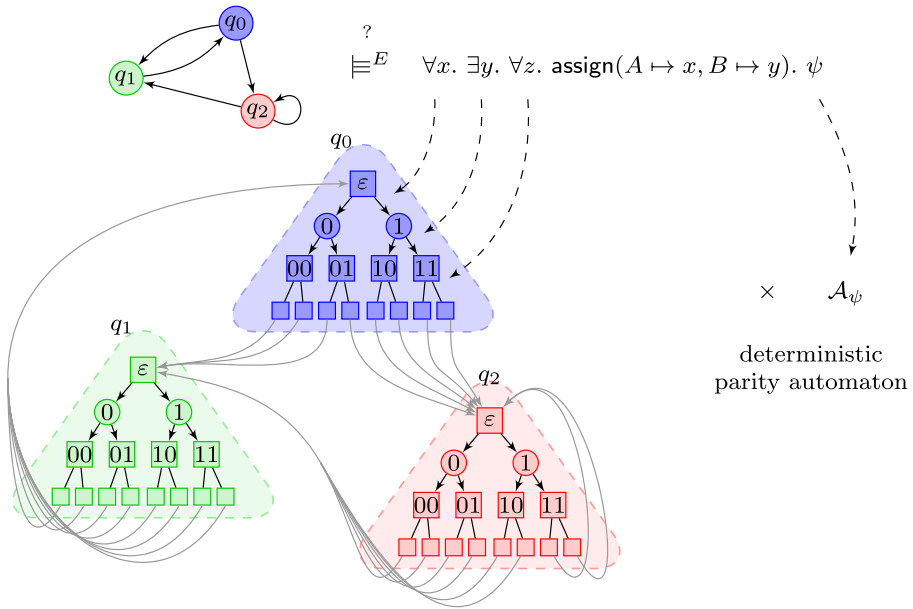 q₀
?
q₁
⊨≡ᴱ ∀x. ∃y. ∀z. assign(A ↦ x, B ↦ y). ψ
q₂
q₀
ε
0 1
00 01 10 11
× 𝒜ψ
q₁
deterministic
ε
parity automaton
q₂
0 1
ε
00 01 10 11
0 1
00 01 10 11